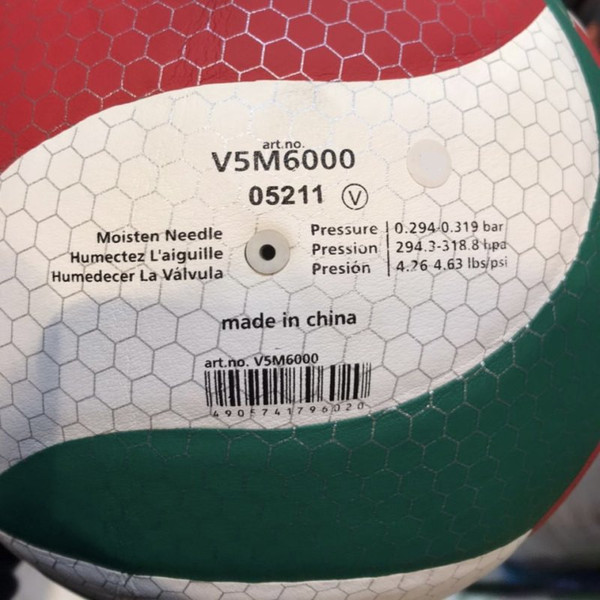 art.no.
V5M6000
05211 V
Moisten Needle
Humectez L'aiguille
Humedecer La Válvula
Pressure | 0.294-0.319 bar
Pression | 294.3-318.8 hpa
Presión | 4.26-4.63 lbs/psi
made in china
art.no. V5M6000
4905741796020